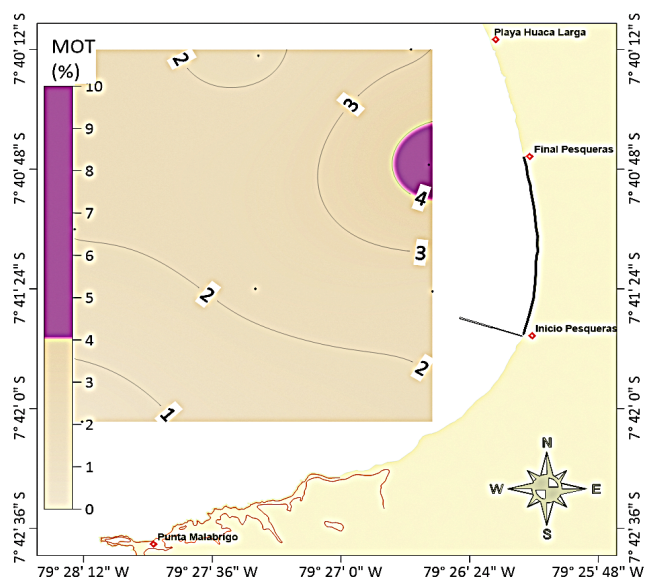 7° 40' 12" S
7° 40' 48" S
7° 41' 24" S
7° 42' 0" S
7° 42' 36" S
MOT
(%)
10
9
8
7
6
5
4
3
2
1
0
2
3
4
3
2
2
1
Playa Huaca Larga
Final Pesqueras
Inicio Pesqueras
Punta Malabrigo
N
W
E
S
7° 40' 12" S
7° 40' 48" S
7° 41' 24" S
7° 42' 0" S
7° 42' 36" S
79° 28' 12" W
79° 27' 36" W
79° 27' 0" W
79° 26' 24" W
79° 25' 48" W